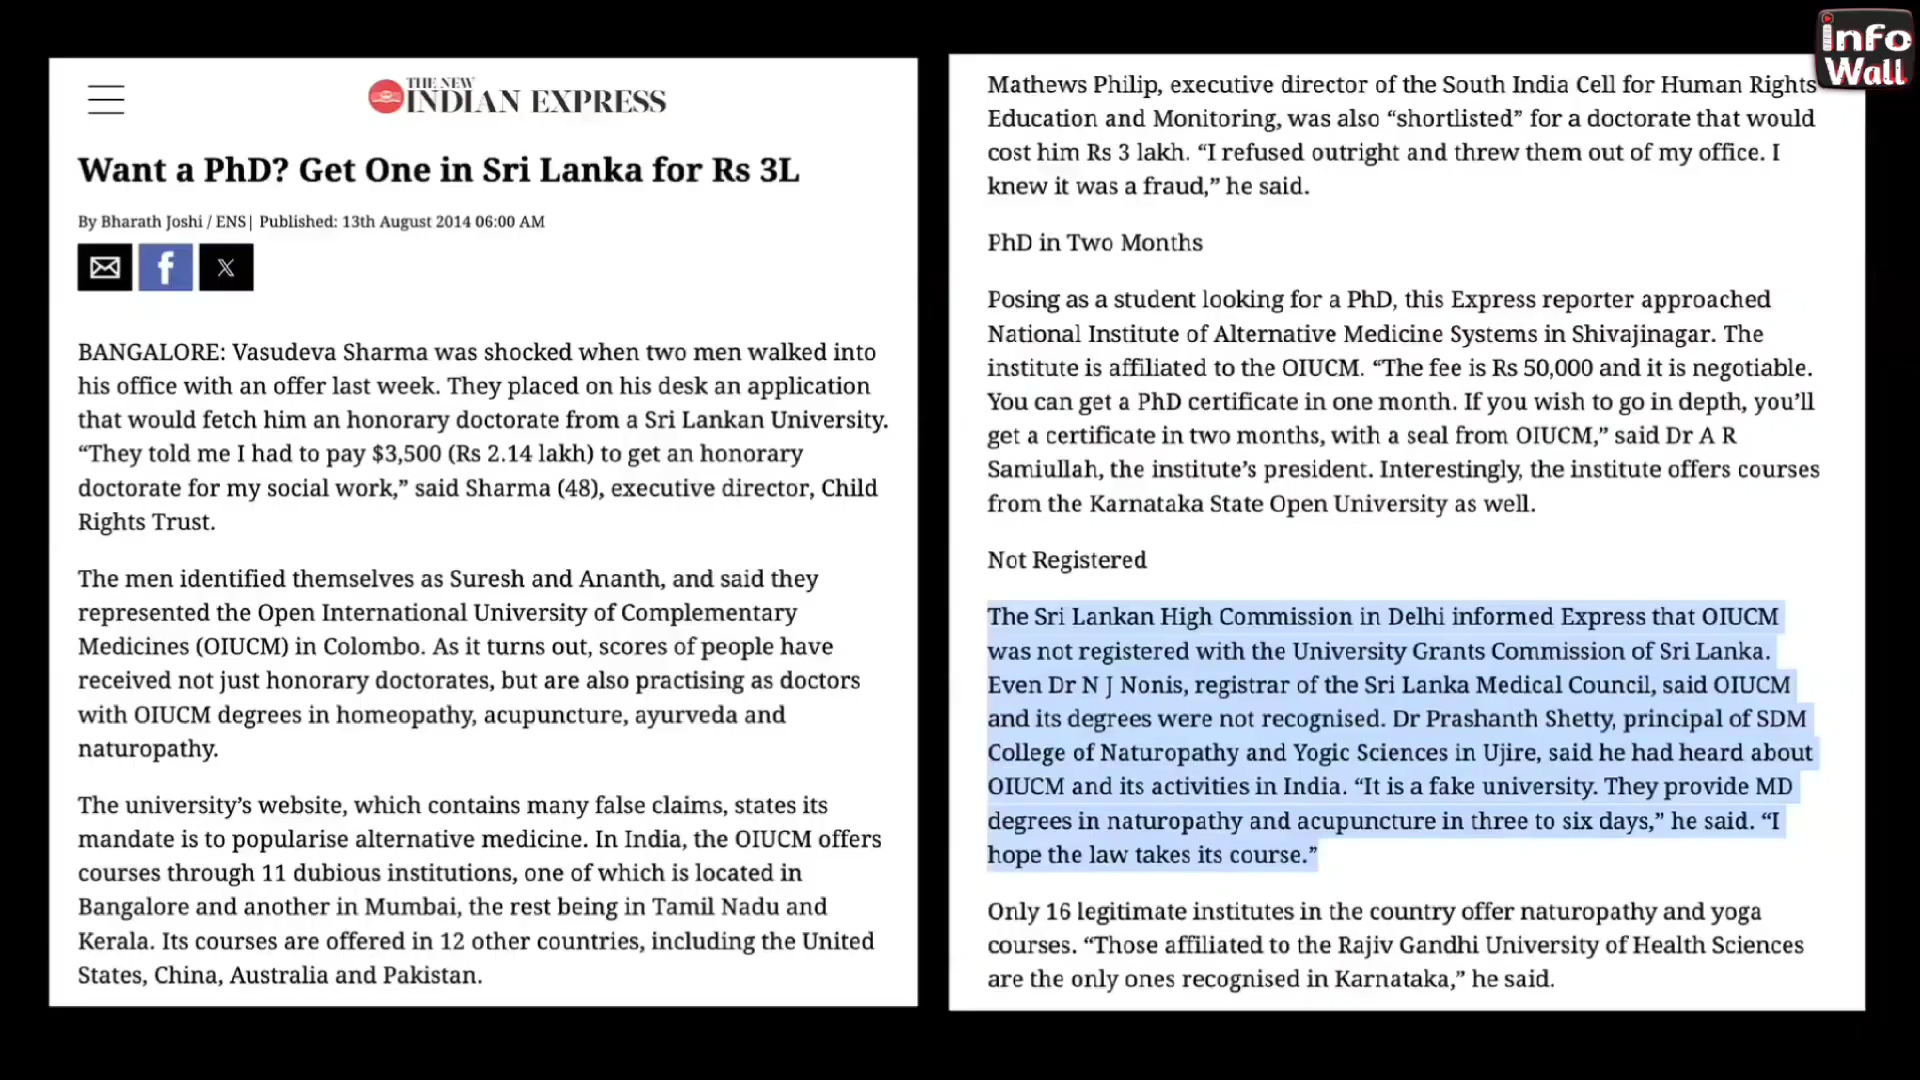 THE NEW
INDIAN EXPRESS
Want a PhD? Get One in Sri Lanka for Rs 3L
By Bharath Joshi / ENS| Published: 13th August 2014 06:00 AM
BANGALORE: Vasudeva Sharma was shocked when two men walked into
his office with an offer last week. They placed on his desk an application
that would fetch him an honorary doctorate from a Sri Lankan University.
“They told me I had to pay $3,500 (Rs 2.14 lakh) to get an honorary
doctorate for my social work,” said Sharma (48), executive director, Child
Rights Trust.
The men identified themselves as Suresh and Ananth, and said they
represented the Open International University of Complementary
Medicines (OIUCM) in Colombo. As it turns out, scores of people have
received not just honorary doctorates, but are also practising as doctors
with OIUCM degrees in homeopathy, acupuncture, ayurveda and
naturopathy.
The university’s website, which contains many false claims, states its
mandate is to popularise alternative medicine. In India, the OIUCM offers
courses through 11 dubious institutions, one of which is located in
Bangalore and another in Mumbai, the rest being in Tamil Nadu and
Kerala. Its courses are offered in 12 other countries, including the United
States, China, Australia and Pakistan.
Mathews Philip, executive director of the South India Cell for Human Rights
Education and Monitoring, was also “shortlisted” for a doctorate that would
cost him Rs 3 lakh. “I refused outright and threw them out of my office. I
knew it was a fraud,” he said.
PhD in Two Months
Posing as a student looking for a PhD, this Express reporter approached
National Institute of Alternative Medicine Systems in Shivajinagar. The
institute is affiliated to the OIUCM. “The fee is Rs 50,000 and it is negotiable.
You can get a PhD certificate in one month. If you wish to go in depth, you’ll
get a certificate in two months, with a seal from OIUCM,” said Dr A R
Samiullah, the institute’s president. Interestingly, the institute offers courses
from the Karnataka State Open University as well.
Not Registered
The Sri Lankan High Commission in Delhi informed Express that OIUCM
was not registered with the University Grants Commission of Sri Lanka.
Even Dr N J Nonis, registrar of the Sri Lanka Medical Council, said OIUCM
and its degrees were not recognised. Dr Prashanth Shetty, principal of SDM
College of Naturopathy and Yogic Sciences in Ujire, said he had heard about
OIUCM and its activities in India. “It is a fake university. They provide MD
degrees in naturopathy and acupuncture in three to six days,” he said. “I
hope the law takes its course.”
Only 16 legitimate institutes in the country offer naturopathy and yoga
courses. “Those affiliated to the Rajiv Gandhi University of Health Sciences
are the only ones recognised in Karnataka,” he said.
info
Wall